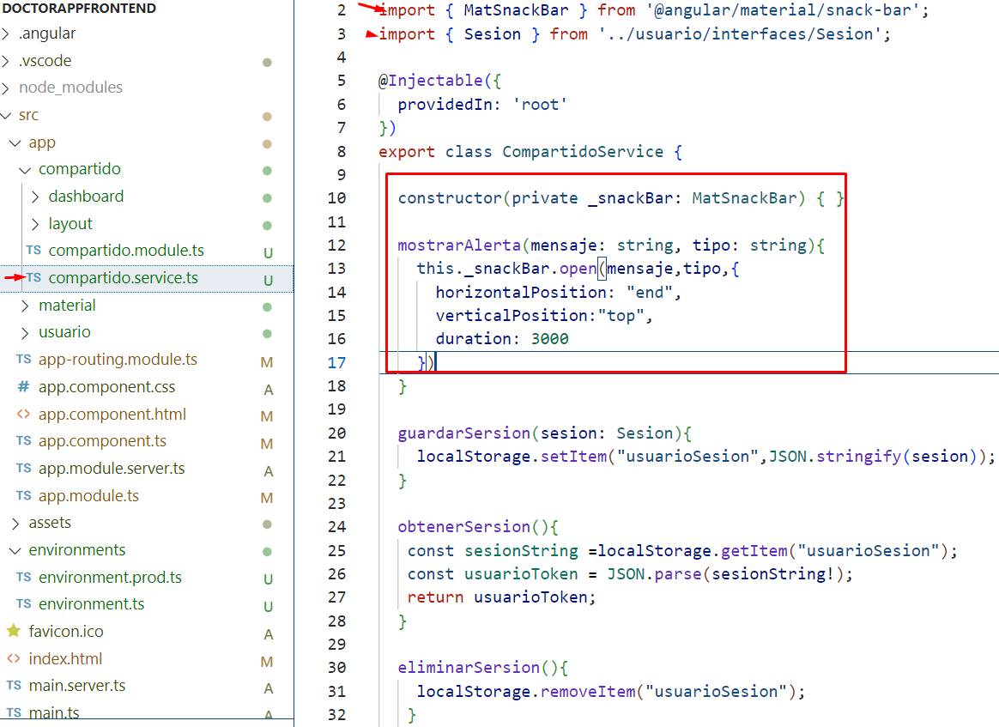 DOCTORAPPFRONTEND
.angular
.vscode
node_modules
src
app
compartido
dashboard
layout
TS compartido.module.ts U
TS compartido.service.ts U
material
usuario
TS app-routing.module.ts M
# app.component.css A
<> app.component.html M
TS app.component.ts M
TS app.module.server.ts A
TS app.module.ts M
assets
environments
TS environment.prod.ts U
TS environment.ts U
favicon.ico A
<> index.html M
TS main.server.ts A
TS main.ts A
2 import { MatSnackBar } from '@angular/material/snack-bar';
3 import { Sesion } from '../usuario/interfaces/Sesion';
4
5 @Injectable({
6 providedIn: 'root'
7 })
8 export class CompartidoService {
9
10 constructor(private _snackBar: MatSnackBar) { }
11
12 mostrarAlerta(mensaje: string, tipo: string){
13 this._snackBar.open(mensaje,tipo,{
14 horizontalPosition: "end",
15 verticalPosition:"top",
16 duration: 3000
17 })
18 }
19
20 guardarSersion(sesion: Sesion){
21 localStorage.setItem("usuarioSesion",JSON.stringify(sesion));
22 }
23
24 obtenerSersion(){
25 const sesionString =localStorage.getItem("usuarioSesion");
26 const usuarioToken = JSON.parse(sesionString!);
27 return usuarioToken;
28 }
29
30 eliminarSersion(){
31 localStorage.removeItem("usuarioSesion");
32 }